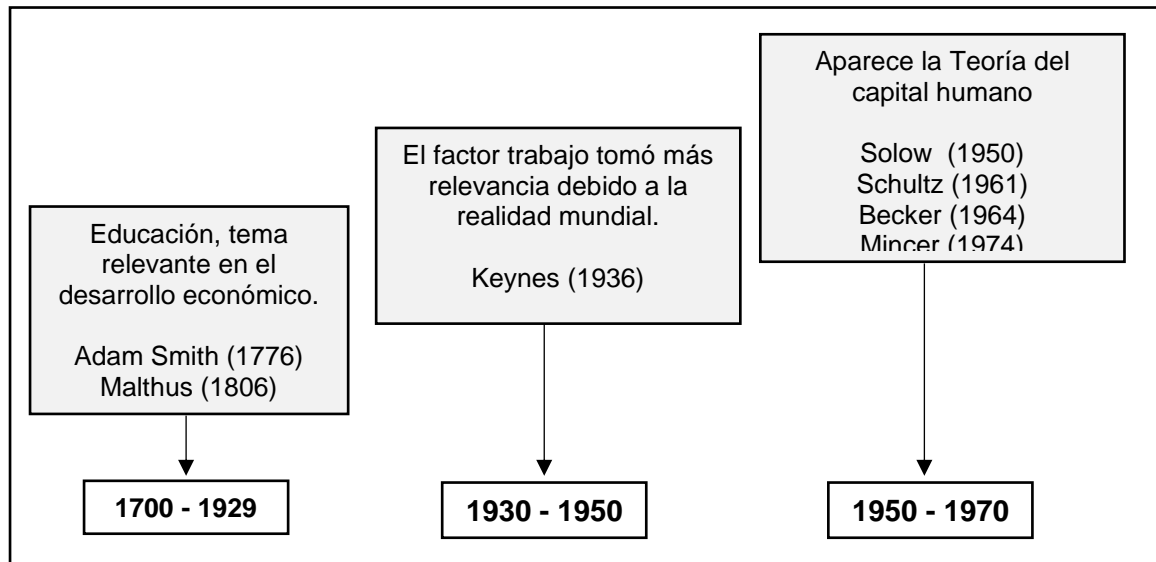 Educación, tema
relevante en el
desarrollo económico.
Adam Smith (1776)
Malthus (1806)
1700 - 1929
El factor trabajo tomó más
relevancia debido a la
realidad mundial.
Keynes (1936)
1930 - 1950
Aparece la Teoría del
capital humano
Solow (1950)
Schultz (1961)
Becker (1964)
Mincer (1974)
1950 - 1970